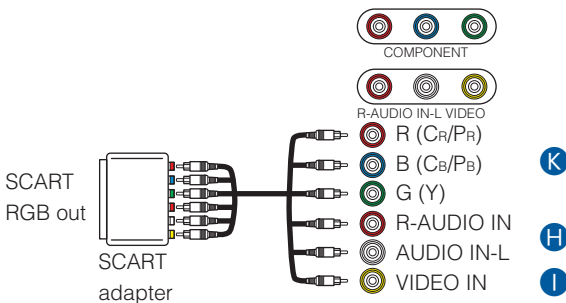 COMPONENT
R-AUDIO IN-L VIDEO
R (CR/PR)
B (CB/PB)
K
G (Y)
SCART
RGB out
R-AUDIO IN
H
AUDIO IN-L
SCART
adapter
VIDEO IN
I